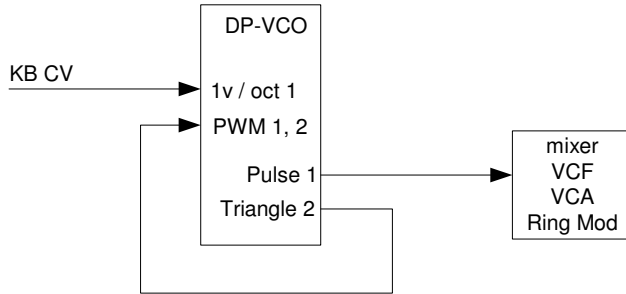 DP-VCO
KB CV
1v / oct 1
PWM 1, 2
Pulse 1
Triangle 2
mixer
VCF
VCA
Ring Mod